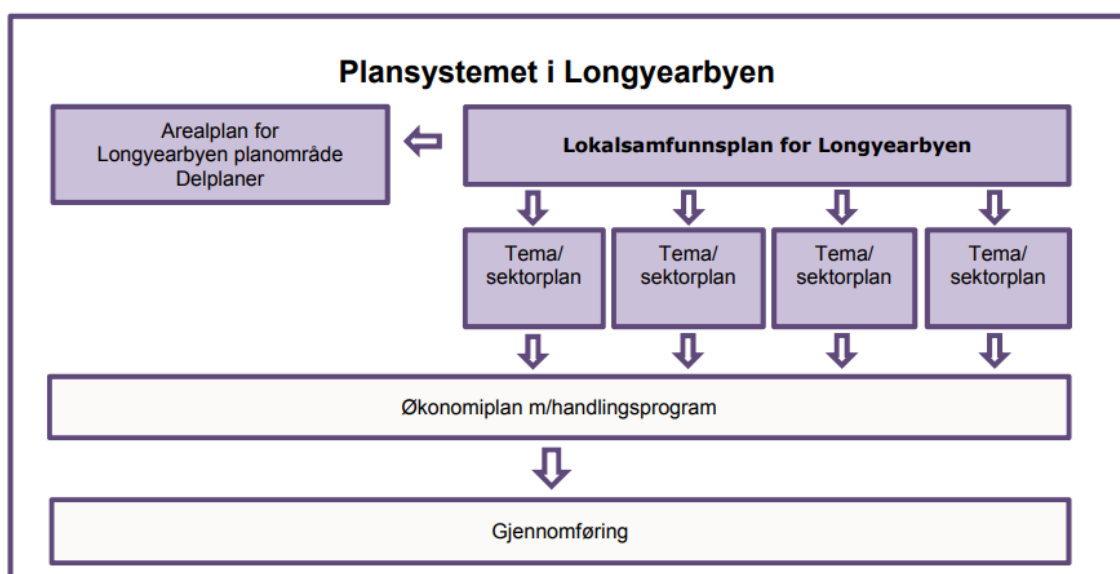 Plansystemet i Longyearbyen
Arealplan for
Longyearbyen planområde
Delplaner
Lokalsamfunnsplan for Longyearbyen
Tema/
sektorplan
Tema/
sektorplan
Tema/
sektorplan
Tema/
sektorplan
Økonomiplan m/handlingsprogram
Gjennomføring